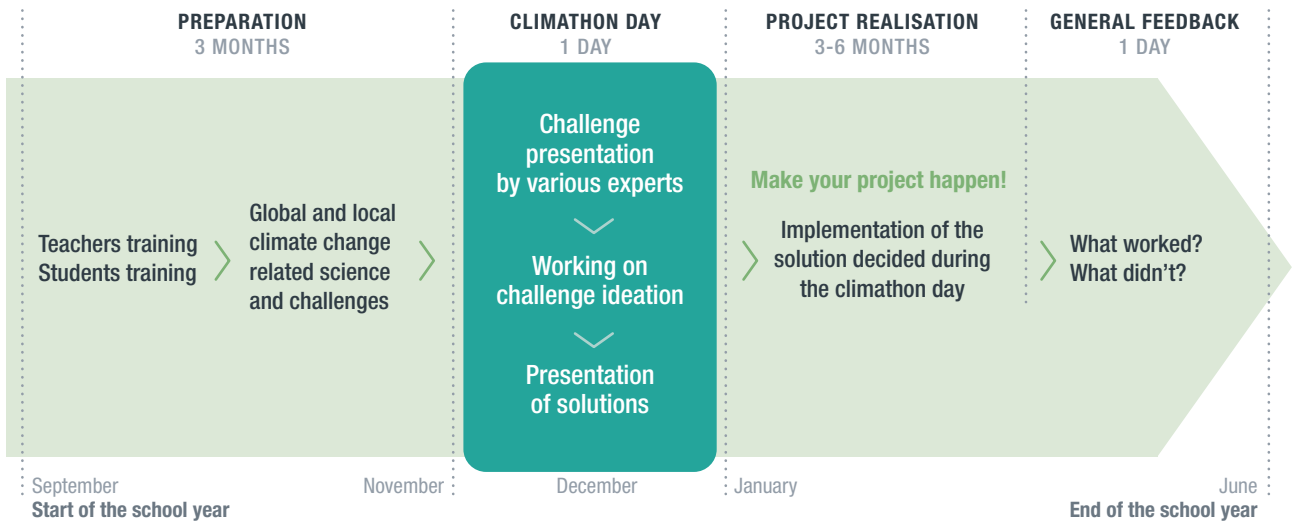 PREPARATION
3 MONTHS
CLIMATHON DAY
1 DAY
PROJECT REALISATION
3-6 MONTHS
GENERAL FEEDBACK
1 DAY
Teachers training
Students training
Global and local
climate change
related science
and challenges
Challenge
presentation
by various experts
Working on
challenge ideation
Presentation
of solutions
Make your project happen!
Implementation of the
solution decided during
the climathon day
What worked?
What didn’t?
September
Start of the school year
November
December
January
June
End of the school year